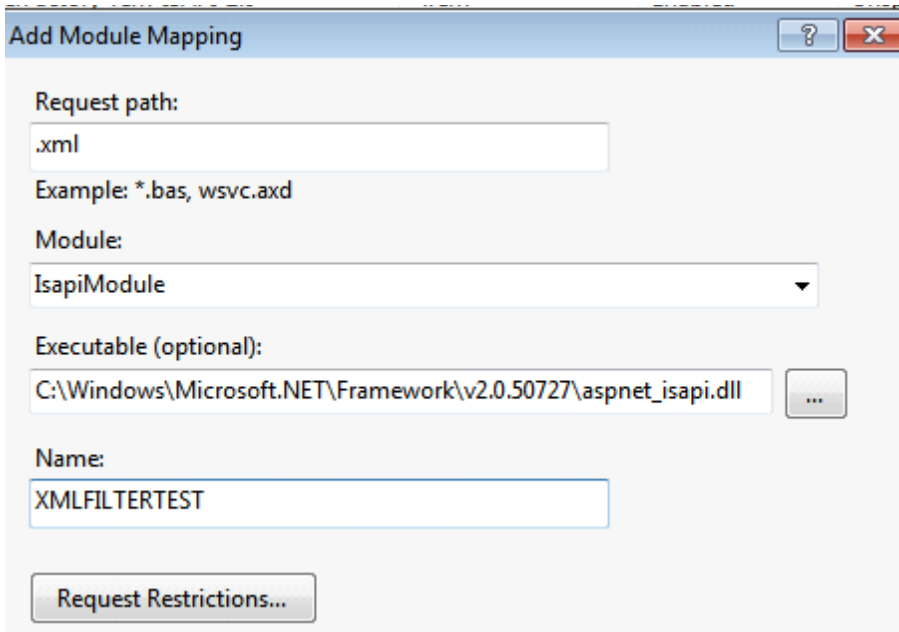 Add Module Mapping
Request path:
.xml
Example: *.bas, wsvc.axd
Module:
IsapiModule
Executable (optional):
C:\Windows\Microsoft.NET\Framework\v2.0.50727\aspnet_isapi.dll
...
Name:
XMLFILTERTEST
Request Restrictions...